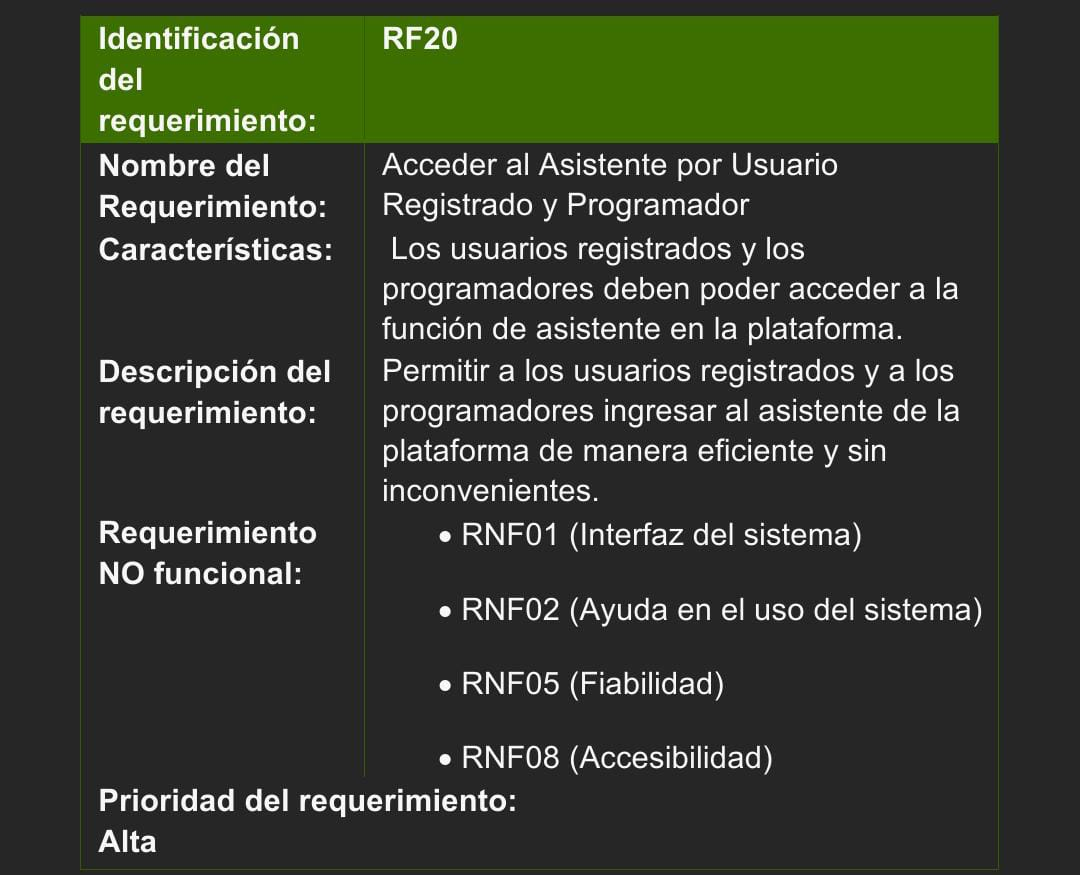 Identificación
del
requerimiento:
RF20
Nombre del
Requerimiento:
Acceder al Asistente por Usuario
Registrado y Programador
Características:
Los usuarios registrados y los
programadores deben poder acceder a la
función de asistente en la plataforma.
Descripción del
requerimiento:
Permitir a los usuarios registrados y a los
programadores ingresar al asistente de la
plataforma de manera eficiente y sin
inconvenientes.
Requerimiento
NO funcional:
• RNF01 (Interfaz del sistema)
• RNF02 (Ayuda en el uso del sistema)
• RNF05 (Fiabilidad)
• RNF08 (Accesibilidad)
Prioridad del requerimiento:
Alta